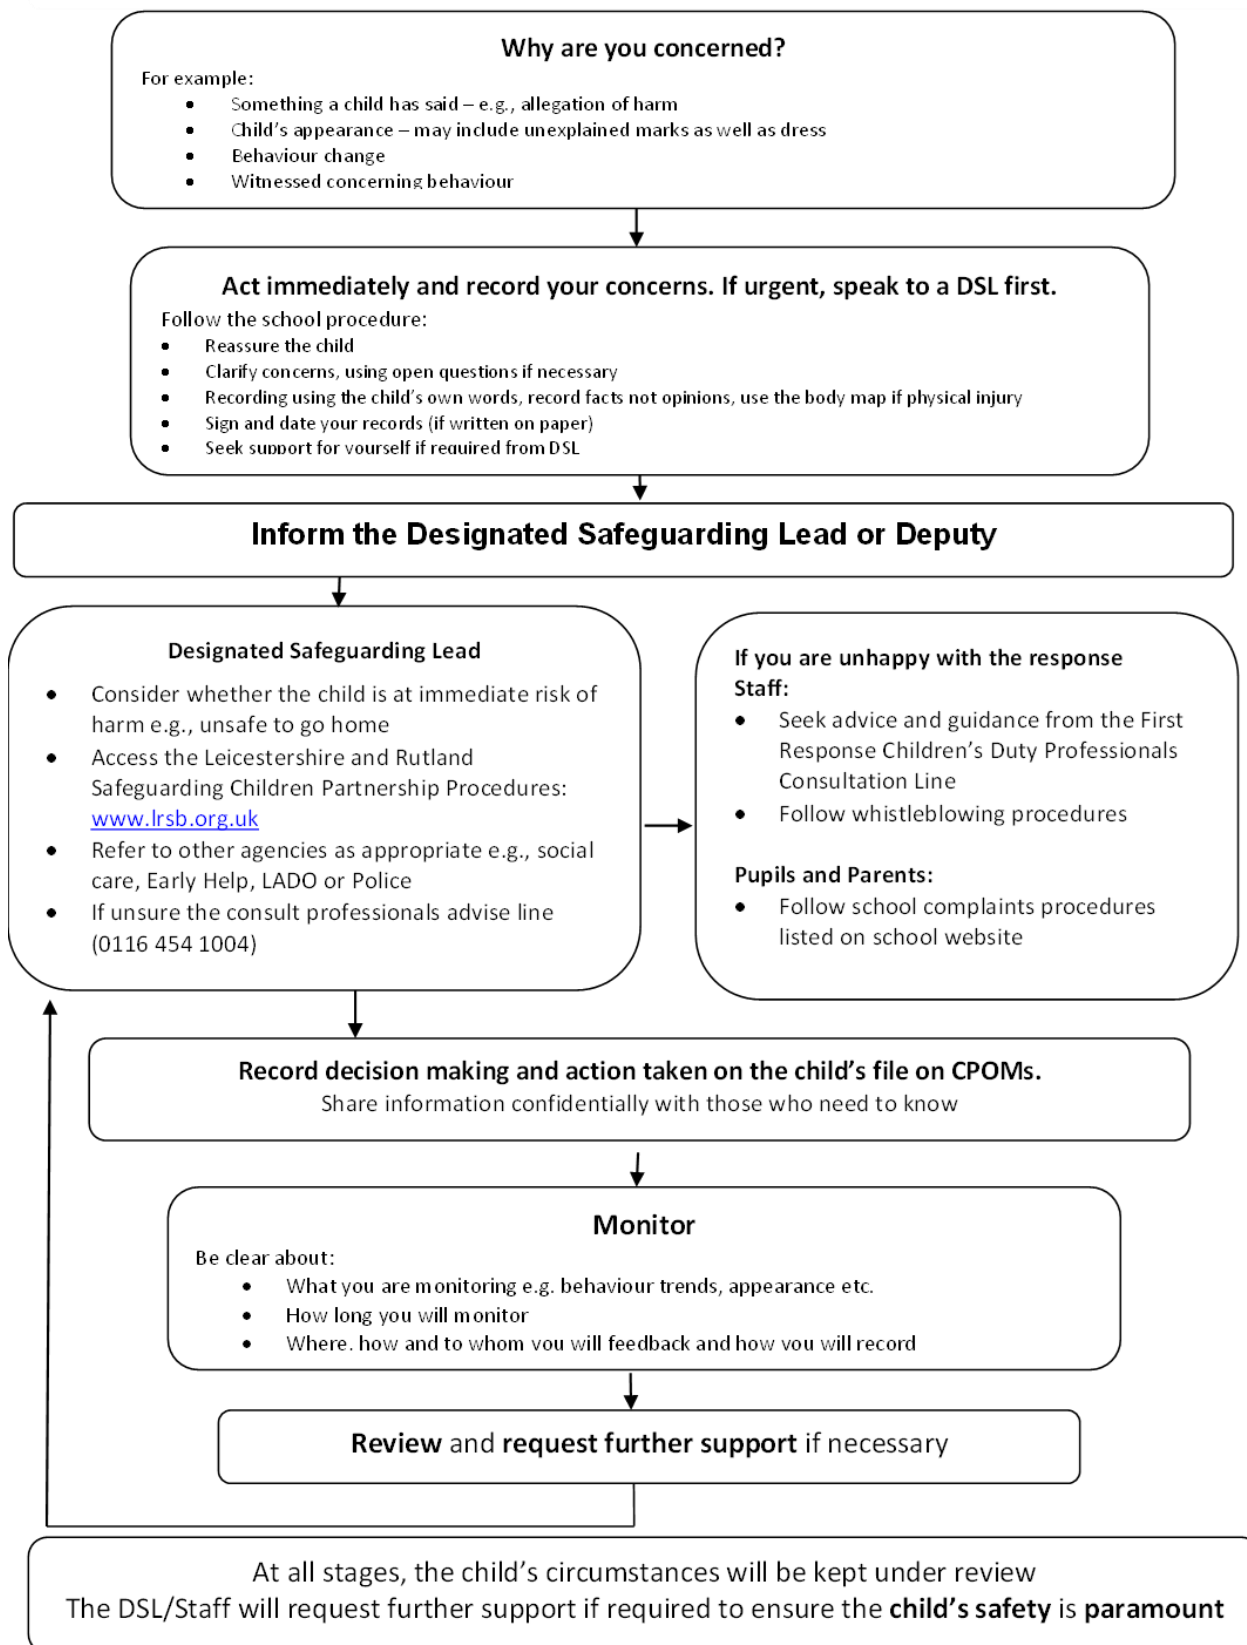 Why are you concerned?
For example:
• Something a child has said – e.g., allegation of harm
• Child's appearance – may include unexplained marks as well as dress
• Behaviour change
• Witnessed concerning behaviour
Act immediately and record your concerns. If urgent, speak to a DSL first.
Follow the school procedure:
• Reassure the child
• Clarify concerns, using open questions if necessary
• Recording using the child's own words, record facts not opinions, use the body map if physical injury
• Sign and date your records (if written on paper)
• Seek support for yourself if required from DSL
Inform the Designated Safeguarding Lead or Deputy
Designated Safeguarding Lead
• Consider whether the child is at immediate risk of
harm e.g., unsafe to go home
• Access the Leicestershire and Rutland
Safeguarding Children Partnership Procedures:
www.lrsb.org.uk
• Refer to other agencies as appropriate e.g., social
care, Early Help, LADO or Police
• If unsure the consult professionals advise line
(0116 454 1004)
If you are unhappy with the response
Staff:
• Seek advice and guidance from the First
Response Children's Duty Professionals
Consultation Line
• Follow whistleblowing procedures
Pupils and Parents:
• Follow school complaints procedures
listed on school website
Record decision making and action taken on the child's file on CPOMs.
Share information confidentially with those who need to know
Monitor
Be clear about:
• What you are monitoring e.g. behaviour trends, appearance etc.
• How long you will monitor
• Where, how and to whom you will feedback and how you will record
Review and request further support if necessary
At all stages, the child's circumstances will be kept under review
The DSL/Staff will request further support if required to ensure the child's safety is paramount